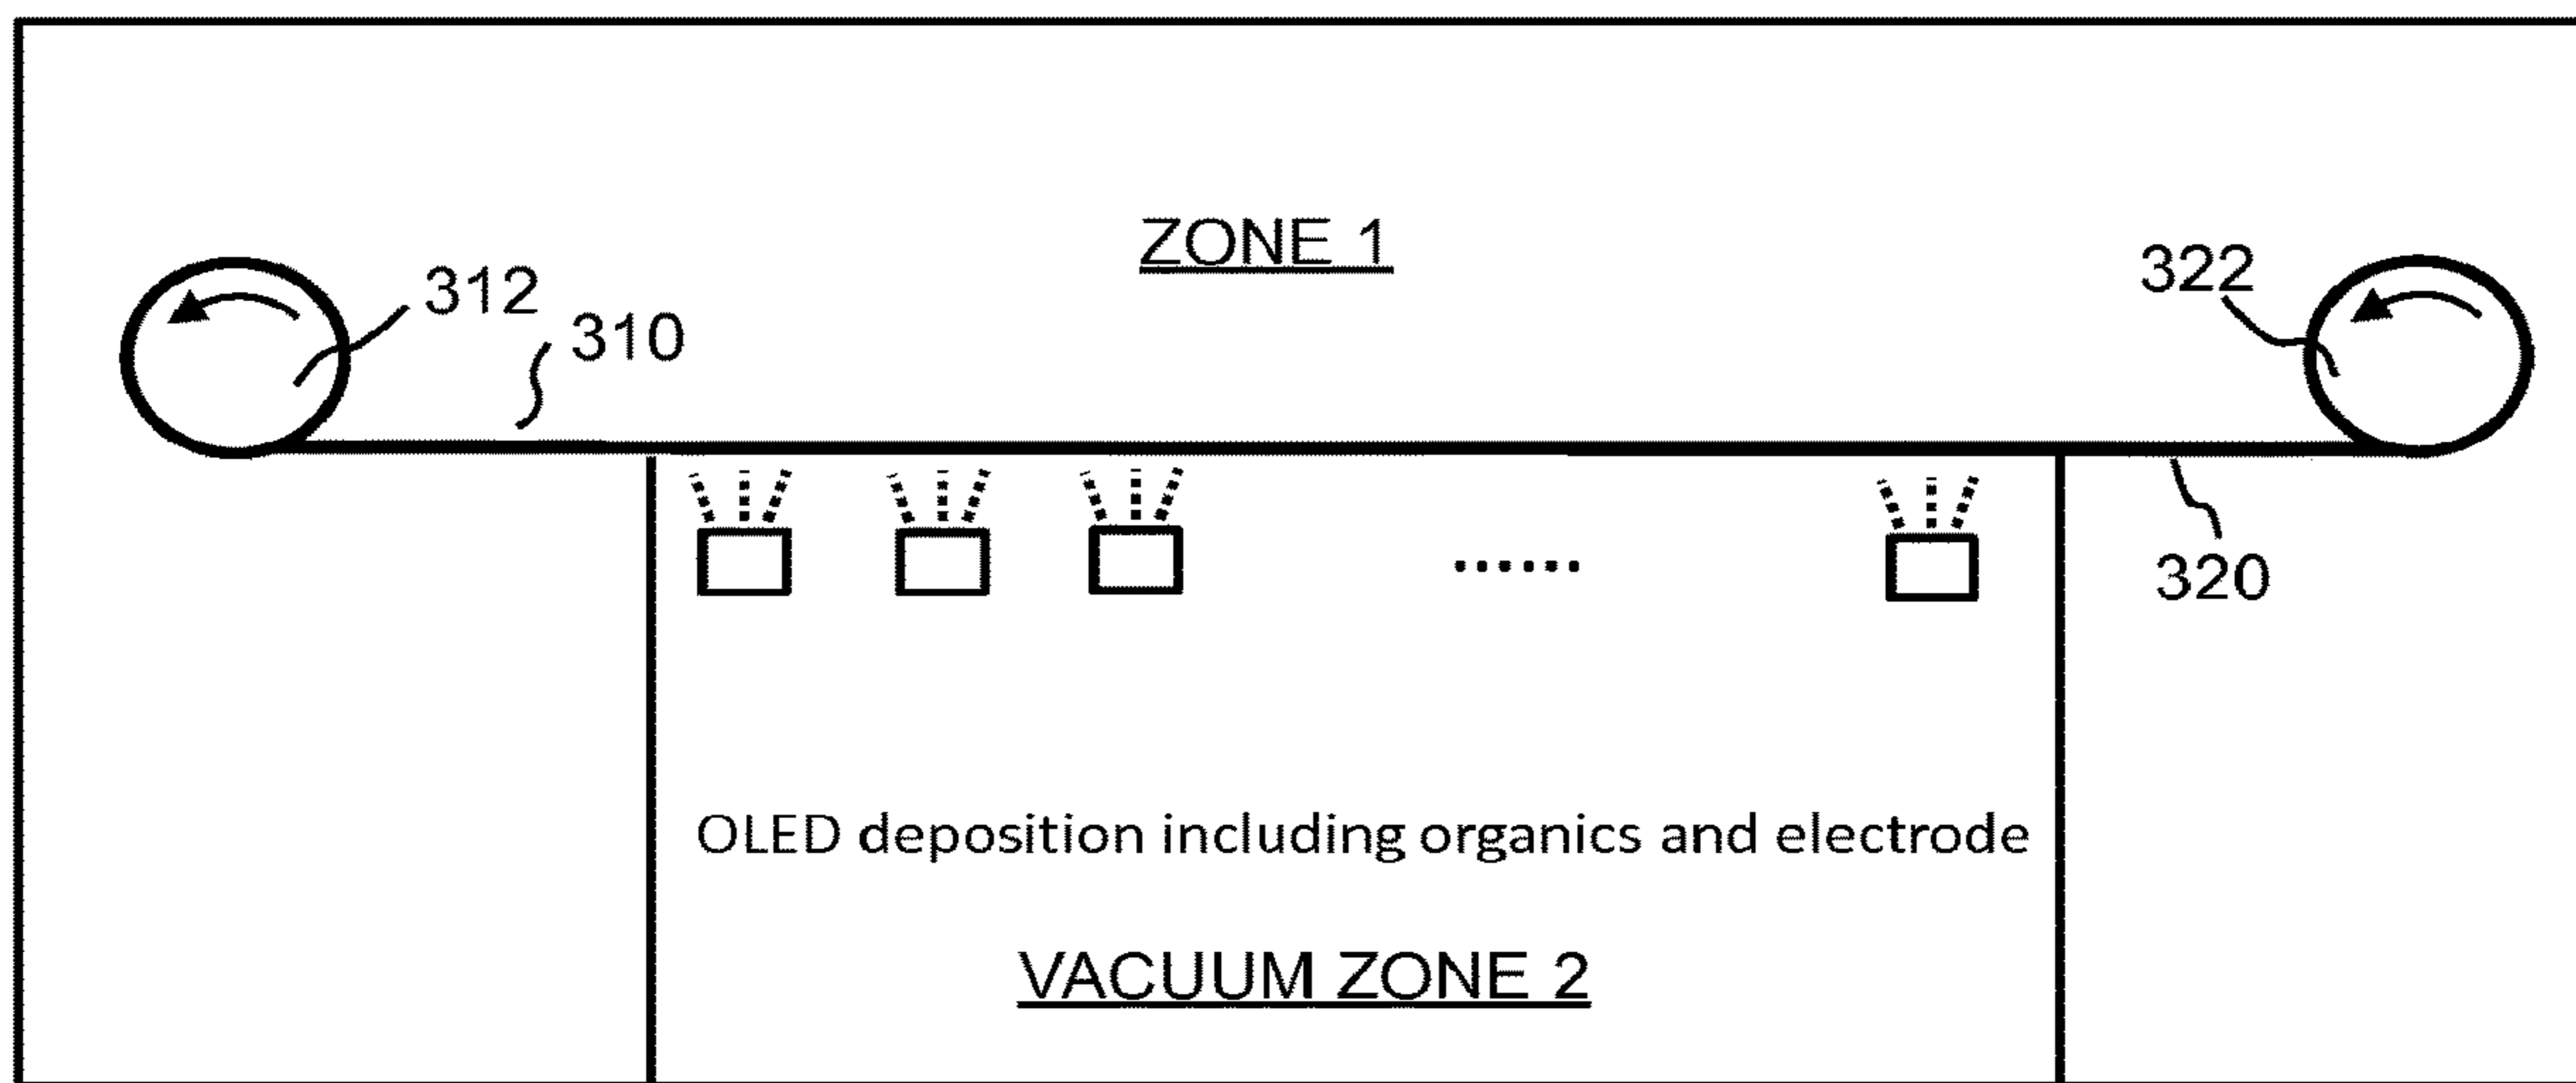 ZONE 1
312
310
322
320
......
OLED deposition including organics and electrode
VACUUM ZONE 2